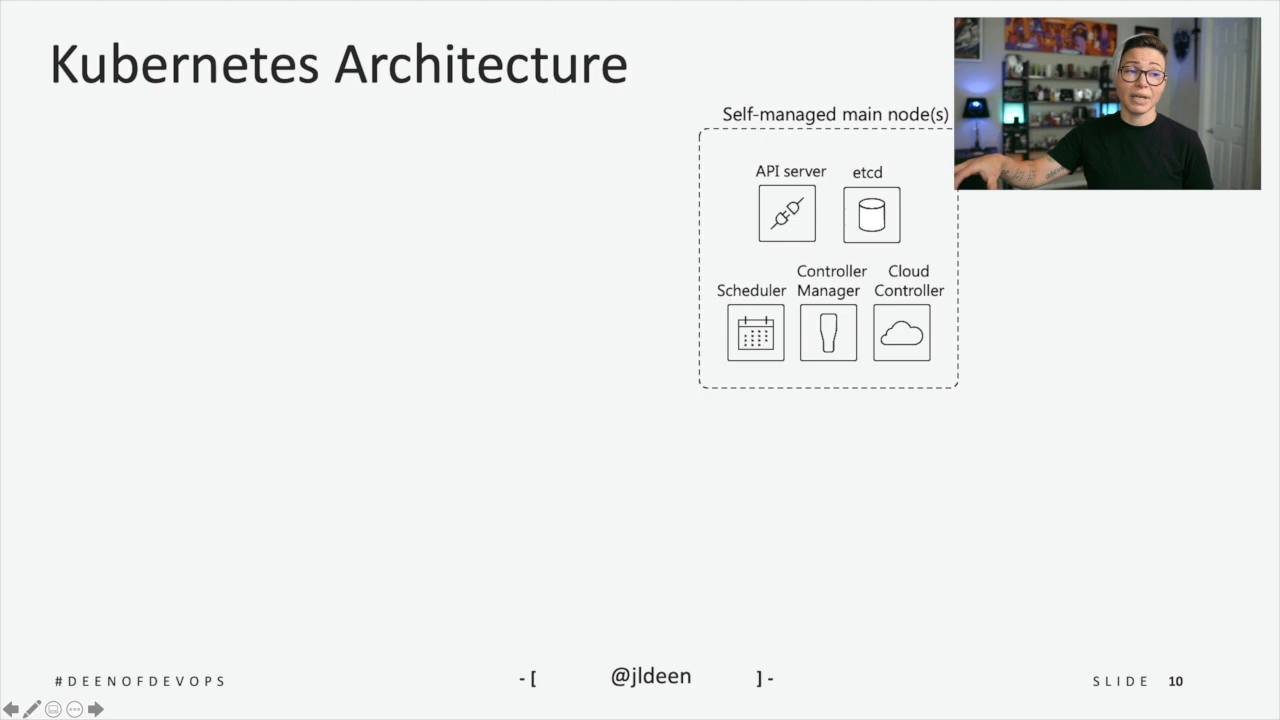 Kubernetes Architecture
Self-managed main node(s)
API server
etcd
Scheduler
Controller
Manager
Cloud
Controller
#DEENOFDEVOPS
-[ @jldeen ]-
SLIDE 10